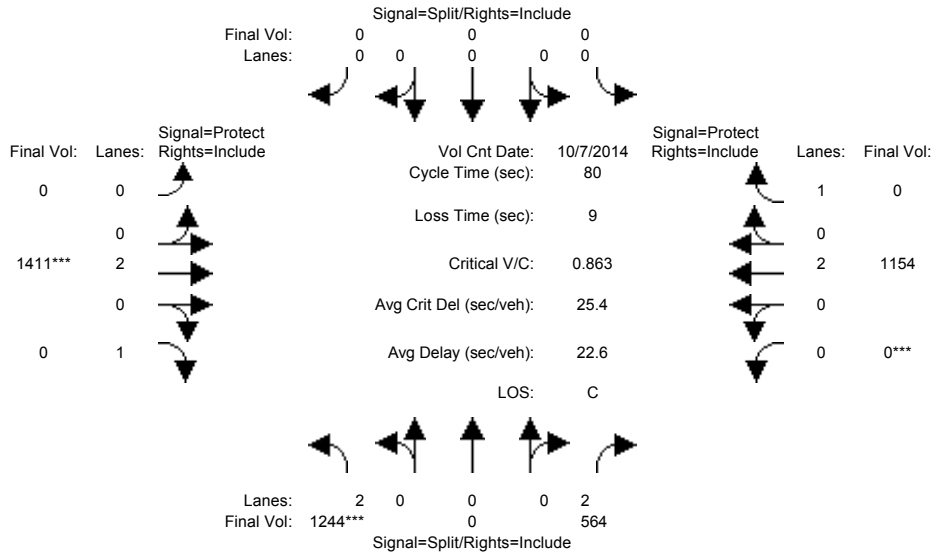 Signal=Split/Rights=Include
Final Vol: 0 0 0
Lanes: 0 0 0 0 0
Signal=Protect Signal=Protect
Final Vol: Lanes: Rights=Include Vol Cnt Date: 10/7/2014 Rights=Include Lanes: Final Vol:
Cycle Time (sec): 80
0 0 1 0
Loss Time (sec): 9
0 0
1411*** 2 Critical V/C: 0.863 2 1154
0 Avg Crit Del (sec/veh): 25.4 0
0 1 Avg Delay (sec/veh): 22.6 0 0***
LOS: C
Lanes: 2 0 0 0 2
Final Vol: 1244*** 0 564
Signal=Split/Rights=Include